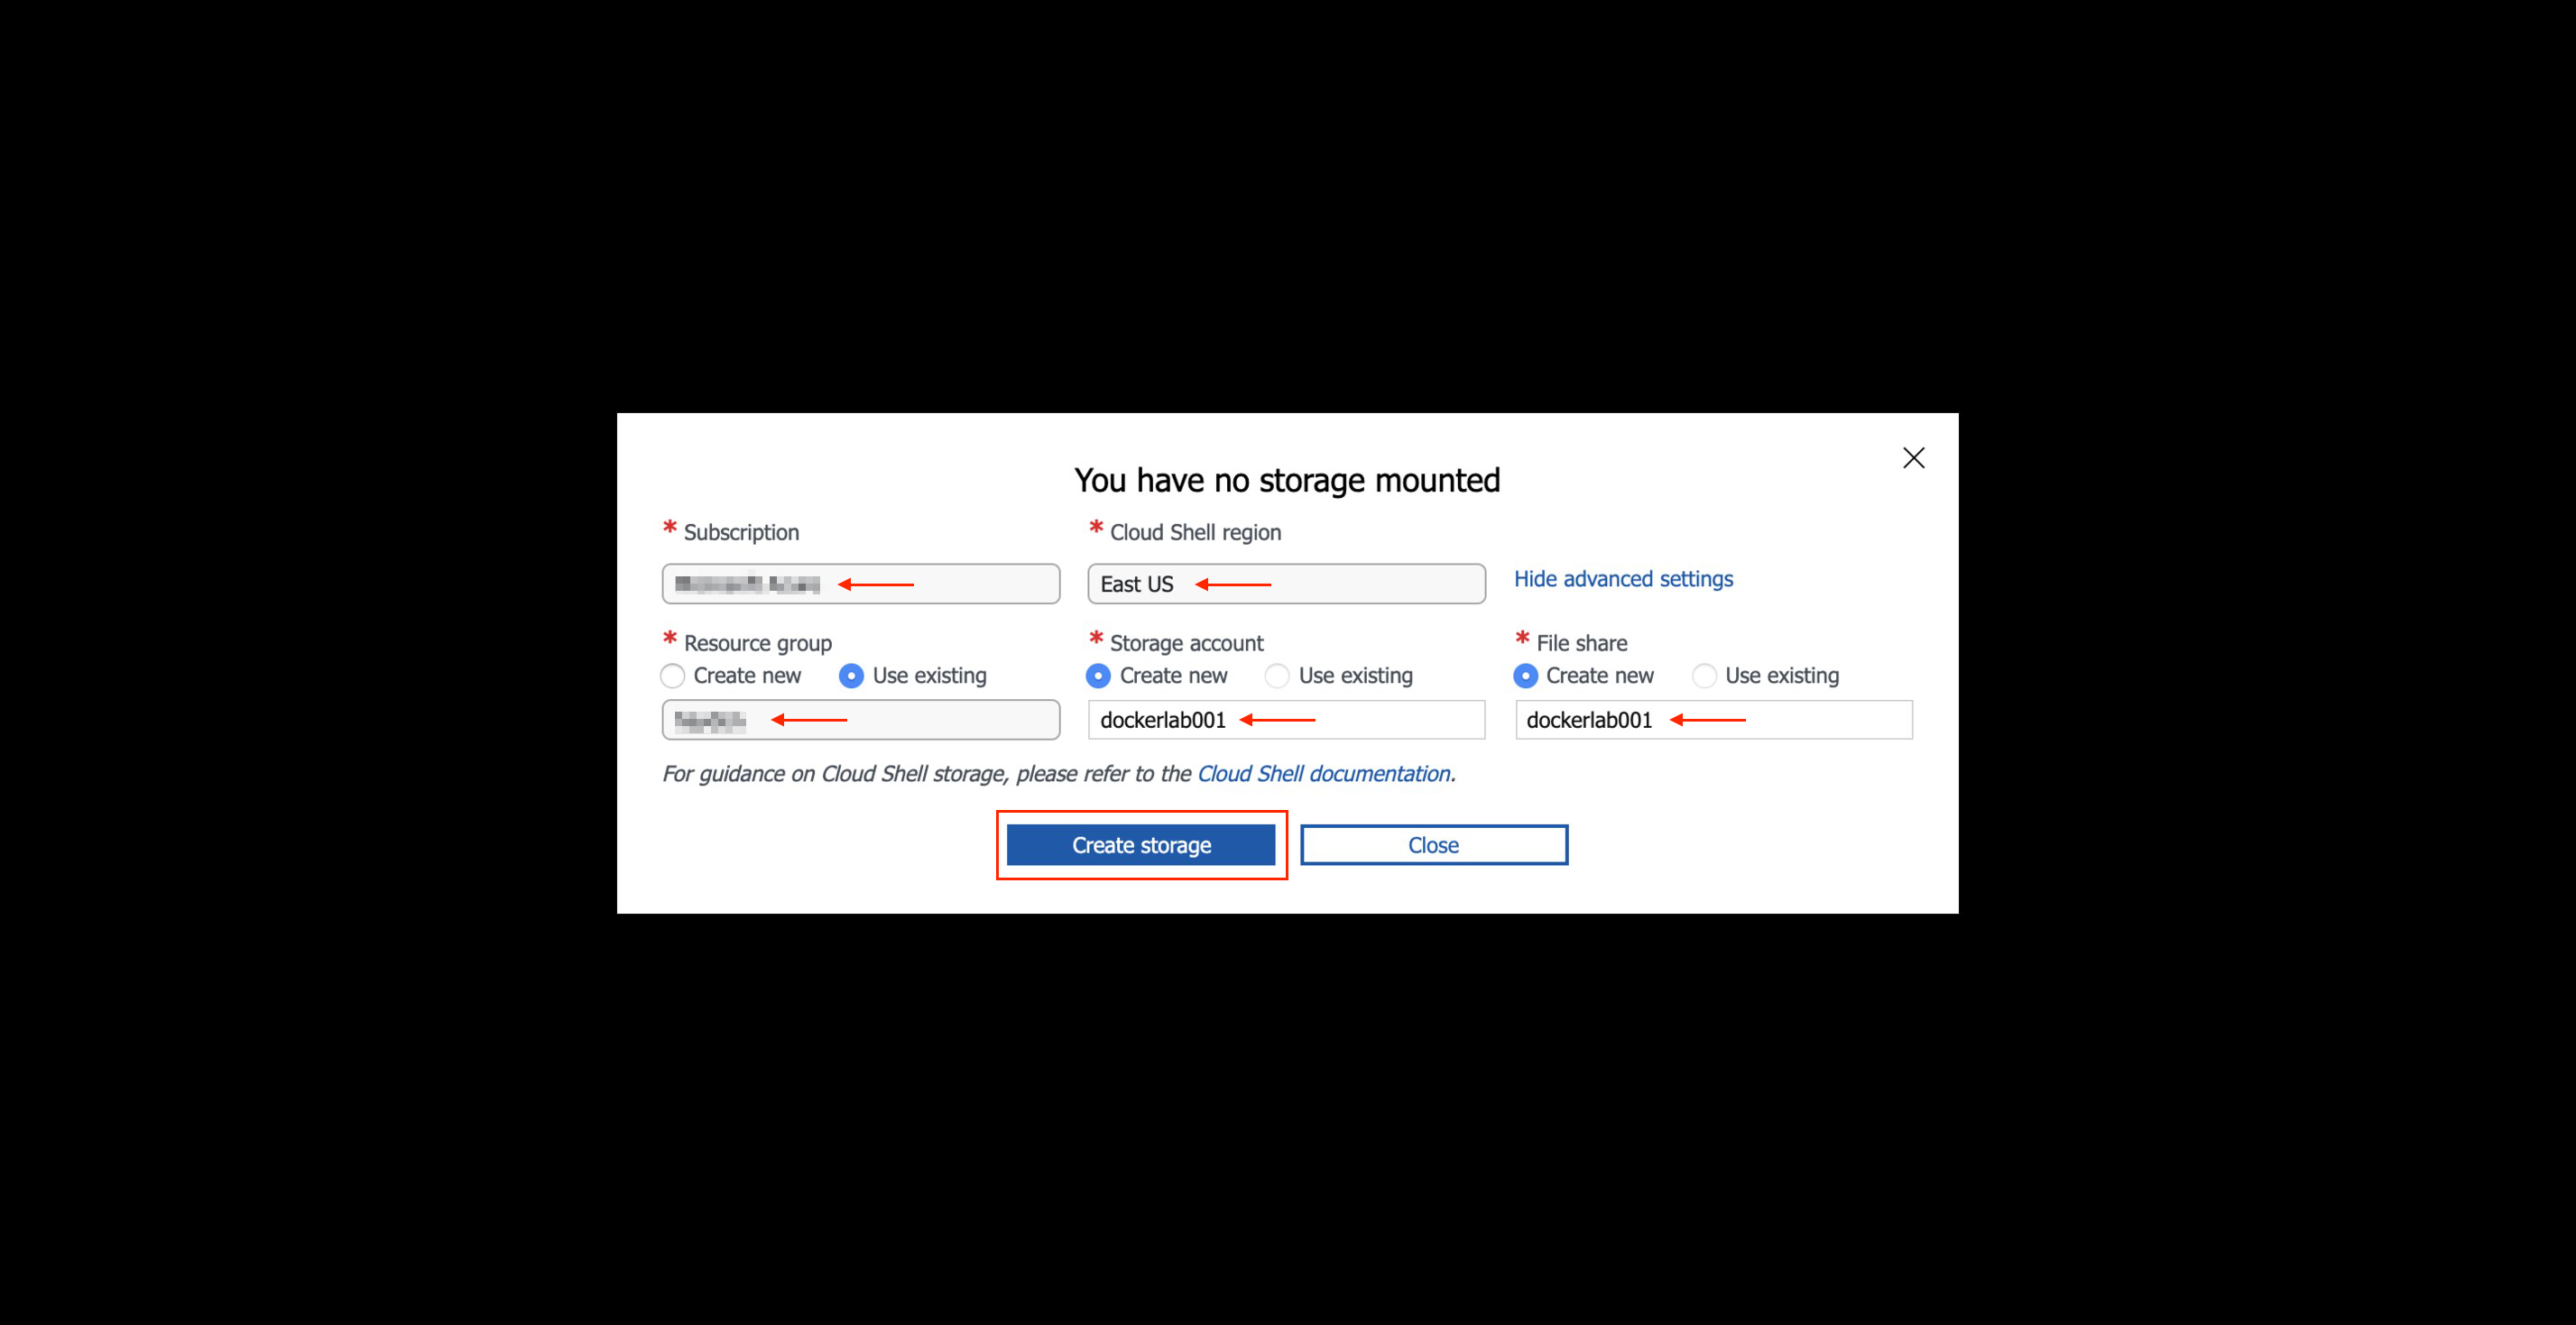 You have no storage mounted
* Subscription
* Cloud Shell region
East US
Hide advanced settings
* Resource group
Create new
Use existing
* Storage account
Create new
Use existing
dockerlab001
* File share
Create new
Use existing
dockerlab001
For guidance on Cloud Shell storage, please refer to the Cloud Shell documentation.
Create storage
Close